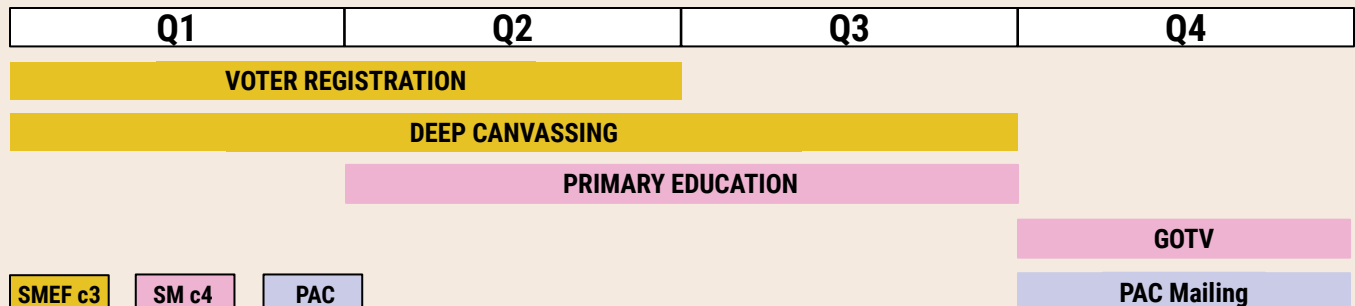 Q1 Q2 Q3 Q4
VOTER REGISTRATION
DEEP CANVASSING
PRIMARY EDUCATION
GOTV
SMEF c3 SM c4 PAC PAC Mailing